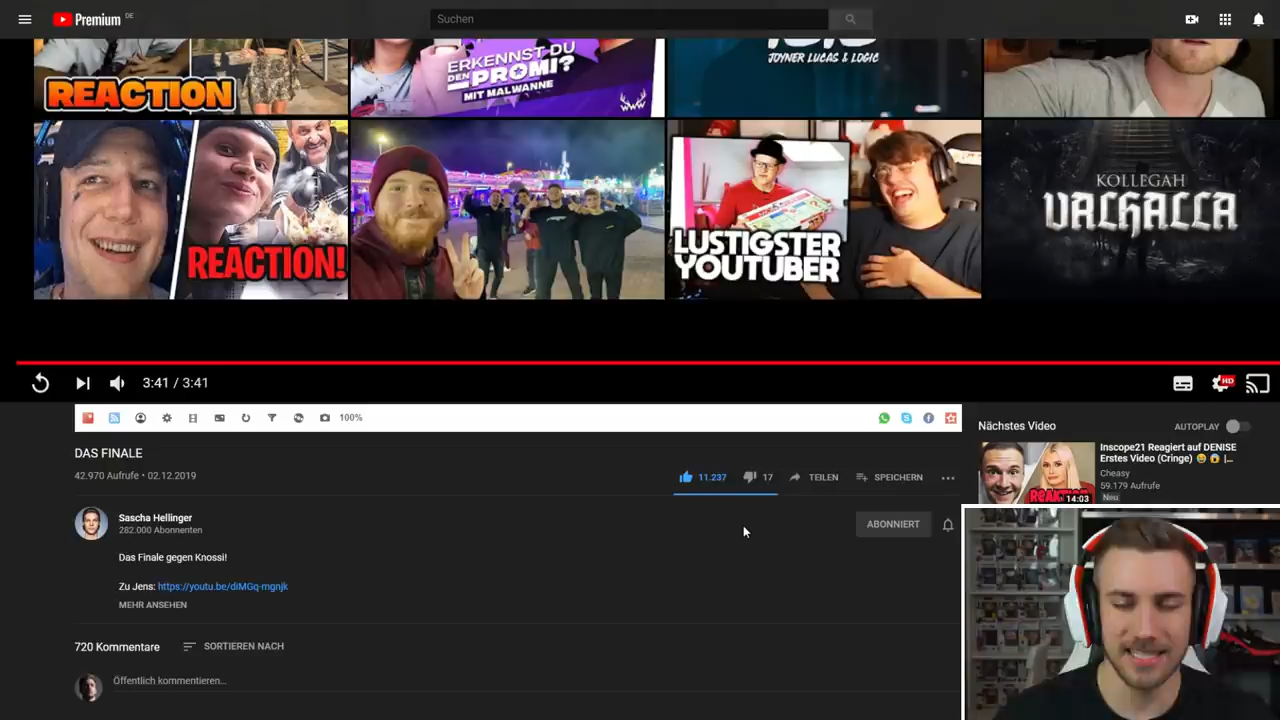 Premium DE
Suchen
REACTION
ERKENNST DU
DEN PROMI?
MIT MALWANNE
JOYNER LUCAS & LOGIC
REACTION!
LUSTIGSTER
YOUTUBER
KOLLEGAH
VALHALLA
3:41 / 3:41
HD
100%
DAS FINALE
42.970 Aufrufe • 02.12.2019
11.237
17
TEILEN
SPEICHERN
Sascha Hellinger
282.000 Abonnenten
ABONNIERT
Das Finale gegen Knossi!
Zu Jens: https://youtu.be/diMGq-mgnjk
MEHR ANSEHEN
720 Kommentare
SORTIEREN NACH
Öffentlich kommentieren...
Nächstes Video
AUTOPLAY
14:03
Inscope21 Reagiert auf DENISE
Erstes Video (Cringe) 😂 😱 |...
Cheasy
59.179 Aufrufe
Neu